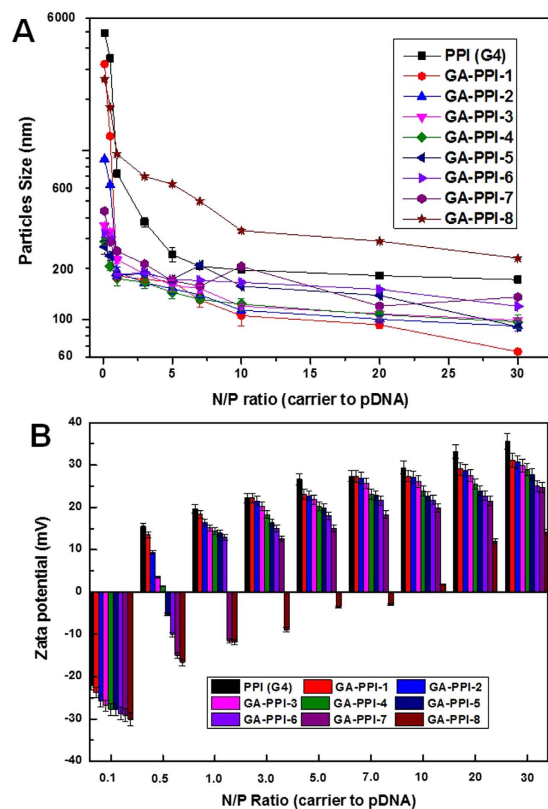 A
6000
600
200
100
60
Particles Size (nm)
PPI (G4)
GA-PPI-1
GA-PPI-2
GA-PPI-3
GA-PPI-4
GA-PPI-5
GA-PPI-6
GA-PPI-7
GA-PPI-8
0 5 10 15 20 25 30
N/P ratio (carrier to pDNA)
B
40
30
20
10
0
-10
-20
-30
-40
Zata potential (mV)
PPI (G4) GA-PPI-1 GA-PPI-2
GA-PPI-3 GA-PPI-4 GA-PPI-5
GA-PPI-6 GA-PPI-7 GA-PPI-8
0.1 0.5 1.0 3.0 5.0 7.0 10 20 30
N/P Ratio (carrier to pDNA)